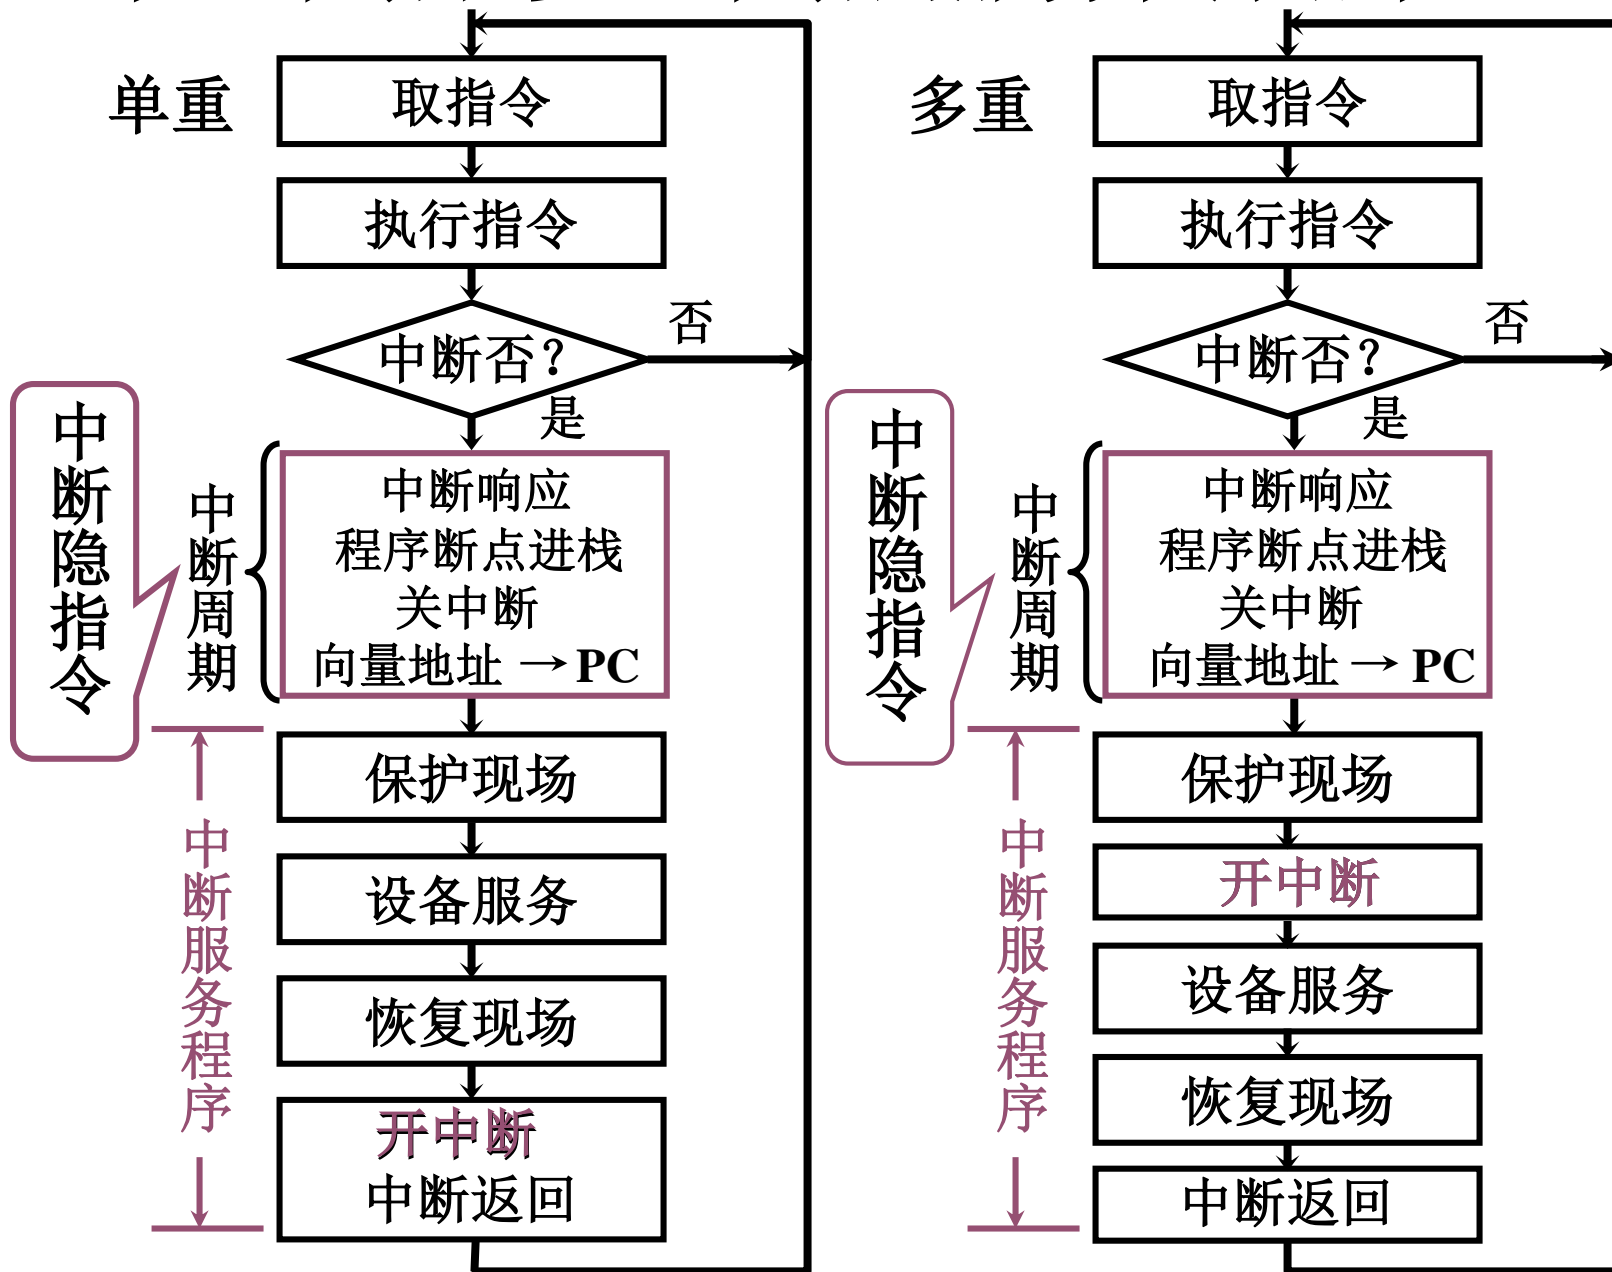 单重
取指令
执行指令
中断否？
否
是
中断隐指令
中断周期
中断响应
程序断点进栈
关中断
向量地址 → PC
中断服务程序
保护现场
设备服务
恢复现场
开中断
中断返回
多重
取指令
执行指令
中断否？
否
是
中断隐指令
中断周期
中断响应
程序断点进栈
关中断
向量地址 → PC
中断服务程序
保护现场
开中断
设备服务
恢复现场
中断返回